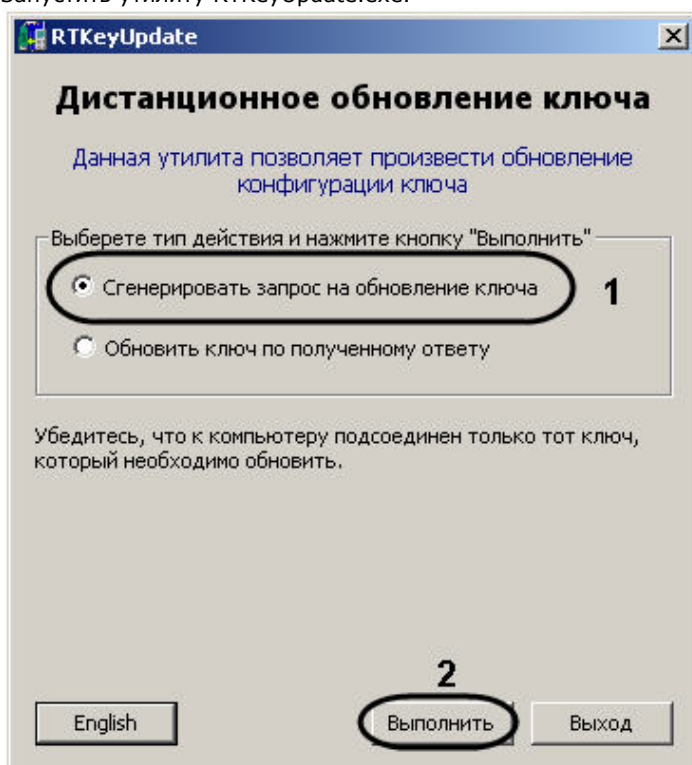 Запустить утилиту RTKeyUpdate.exe.
RTKeyUpdate
Дистанционное обновление ключа
Данная утилита позволяет произвести обновление
конфигурации ключа
Выберете тип действия и нажмите кнопку "Выполнить"
Сгенерировать запрос на обновление ключа 1
Обновить ключ по полученному ответу
Убедитесь, что к компьютеру подсоединен только тот ключ,
который необходимо обновить.
2
English Выполнить Выход